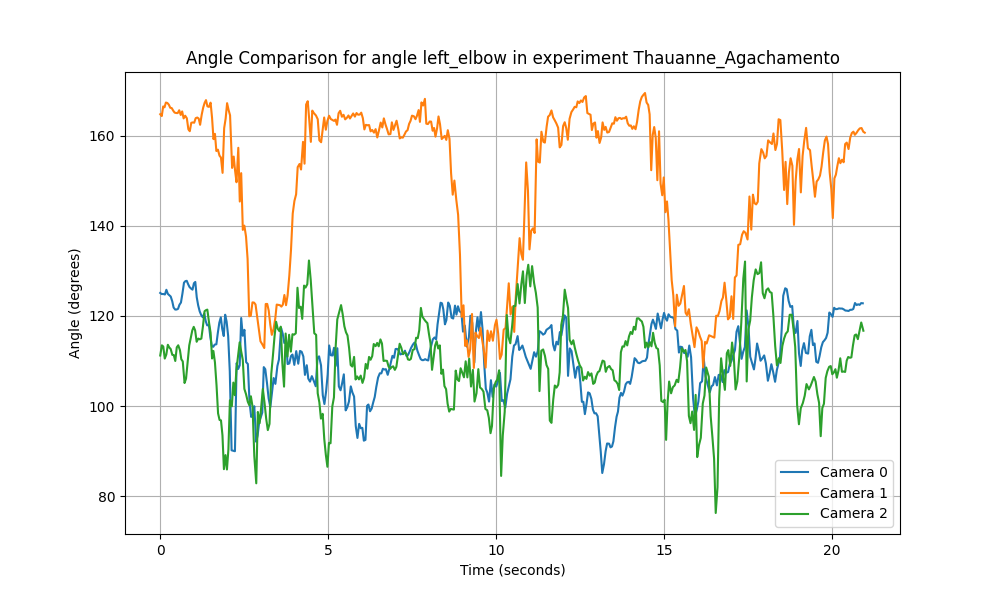 Angle Comparison for angle left_elbow in experiment Thauanne_Agachamento
Angle (degrees)
160
140
120
100
80
0 5 10 15 20
Time (seconds)
Camera 0
Camera 1
Camera 2